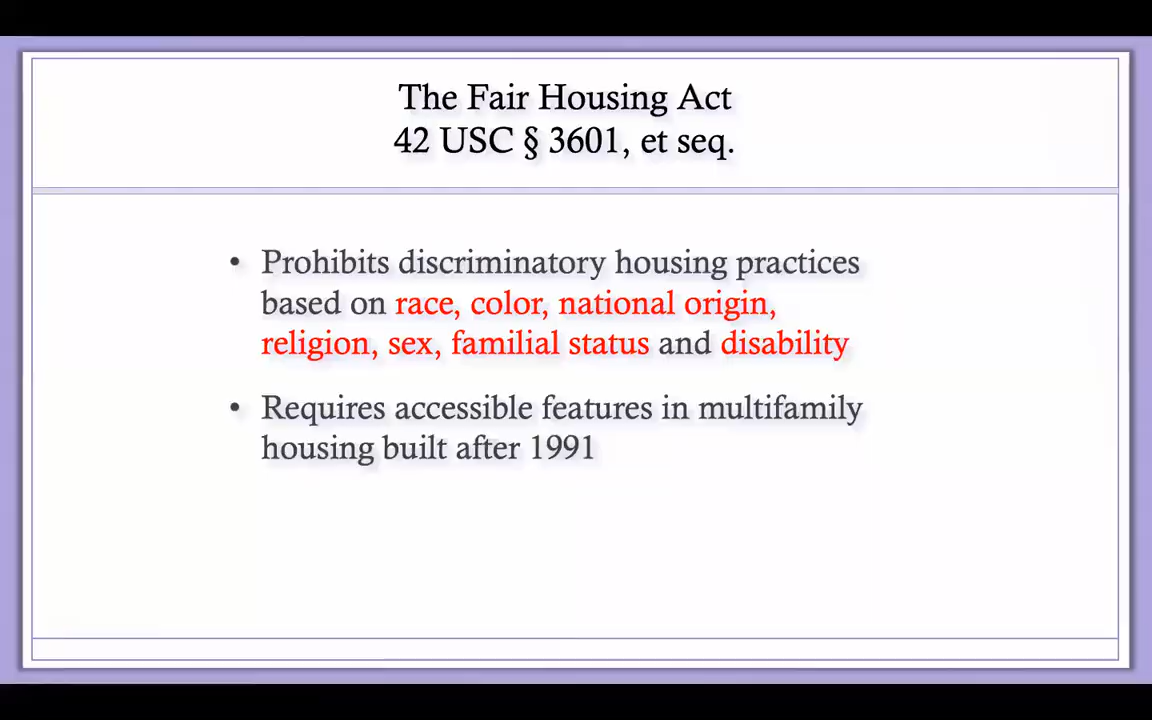 The Fair Housing Act
42 USC § 3601, et seq.
• Prohibits discriminatory housing practices
based on race, color, national origin,
religion, sex, familial status and disability
• Requires accessible features in multifamily
housing built after 1991